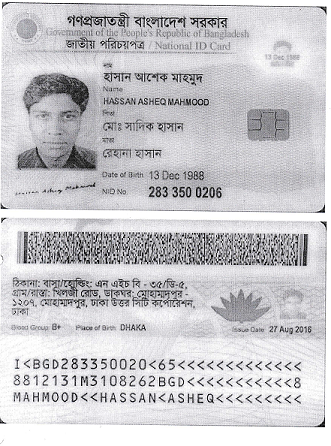 গণপ্রজাতন্ত্রী বাংলাদেশ সরকার
Government of the People's Republic of Bangladesh
জাতীয় পরিচয়পত্র / National ID Card
13 Dec 1988
নাম
হাসান আশেক মাহমুদ
Name
HASSAN ASHEQ MAHMOOD
পিতা
মোঃ সাদিক হাসান
মাতা
রেহানা হাসান
Date of Birth 13 Dec 1988
NID No 283 350 0206
Hassan Asheq Mahmood
ঠিকানা: বাসা/হোল্ডিং: এন এইচ বি - ৩৫/ডি-৫,
গ্রাম/রাস্তা: খিলজী রোড, ডাকঘর: মোহাম্মদপুর -
১২০৭, মোহাম্মদপুর, ঢাকা উত্তর সিটি কর্পোরেশন,
ঢাকা
Blood Group: B+ Place of Birth: DHAKA Issue Date: 27 Aug 2016
I<BGD283350020<65<<<<<<<<<<<<<
8812131M3108262BGD<<<<<<<<<<<8
MAHMOOD<<HASSAN<ASHEQ<<<<<<<<<